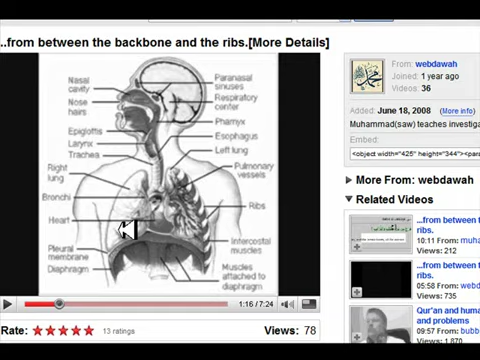 ...from between the backbone and the ribs.[More Details]
Nasal
cavity
Nose
hairs
Epiglottis
Larynx
Trachea
Right
lung
Bronchi
Heart
Pleural
membrane
Diaphragm
Paranasal
sinuses
Respiratory
center
Pharynx
Esophagus
Left lung
Pulmonary
vessels
Ribs
Intercostal
muscles
Muscles
attached to
diaphragm
1:16 / 7:24
Rate:
13 ratings
Views: 78
From: webdawah
Joined: 1 year ago
Videos: 36
Added: June 18, 2008 (More info)
Muhammad(saw) teaches investiga
Embed:
<object width="425" height="344"><para
More From: webdawah
Related Videos
...from between t
ribs.
10:11 From: muha
Views: 212
...from between t
ribs.
05:58 From: webd
Views: 735
Qur'an and huma
and problems
09:57 From: bubb
Views: 1,870